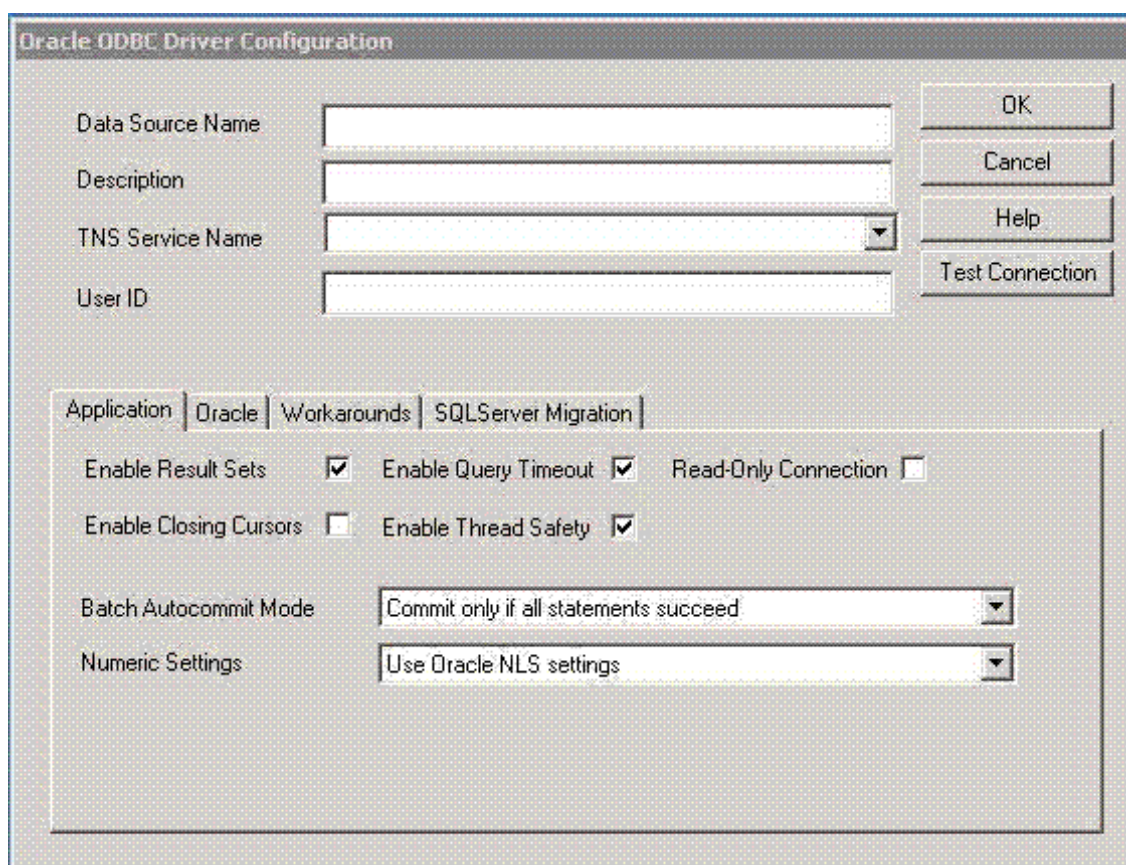 Oracle ODBC Driver Configuration
Data Source Name
OK
Description
Cancel
TNS Service Name
Help
User ID
Test Connection
Application Oracle Workarounds SQLServer Migration
Enable Result Sets Enable Query Timeout Read-Only Connection
Enable Closing Cursors Enable Thread Safety
Batch Autocommit Mode Commit only if all statements succeed
Numeric Settings Use Oracle NLS settings